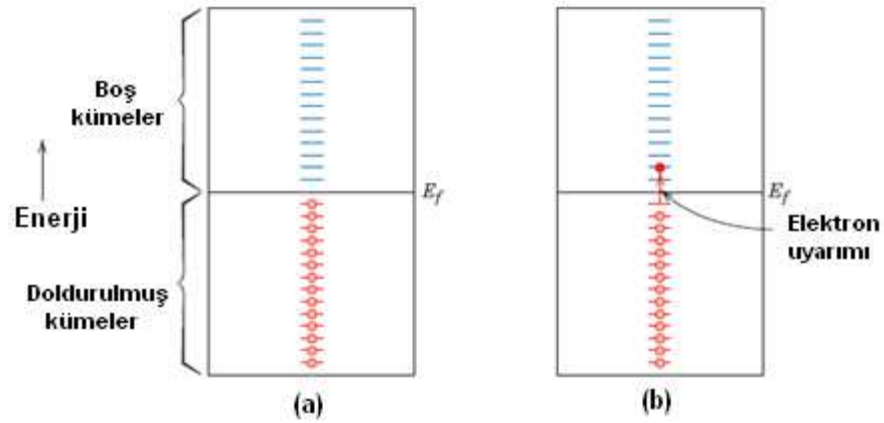 Boş
kümeler
Enerji
Doldurulmuş
kümeler
E_f
(a)
E_f
Elektron
uyarımı
(b)